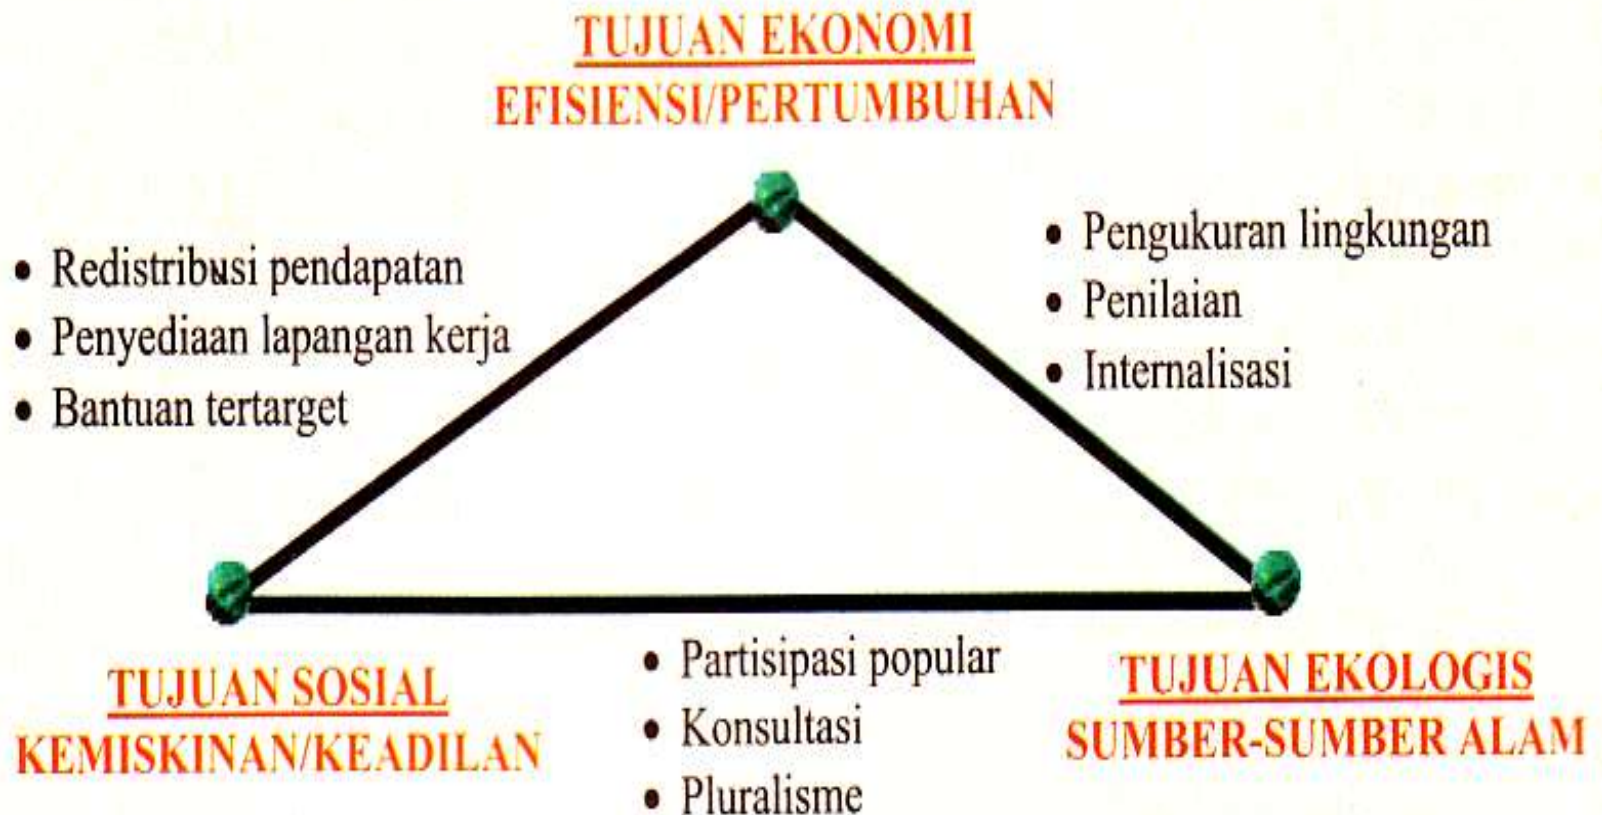 TUJUAN EKONOMI
EFISIENSI/PERTUMBUHAN
• Redistribusi pendapatan
• Penyediaan lapangan kerja
• Bantuan tertarget
• Pengukuran lingkungan
• Penilaian
• Internalisasi
TUJUAN SOSIAL
KEMISKINAN/KEADILAN
• Partisipasi popular
• Konsultasi
• Pluralisme
TUJUAN EKOLOGIS
SUMBER-SUMBER ALAM